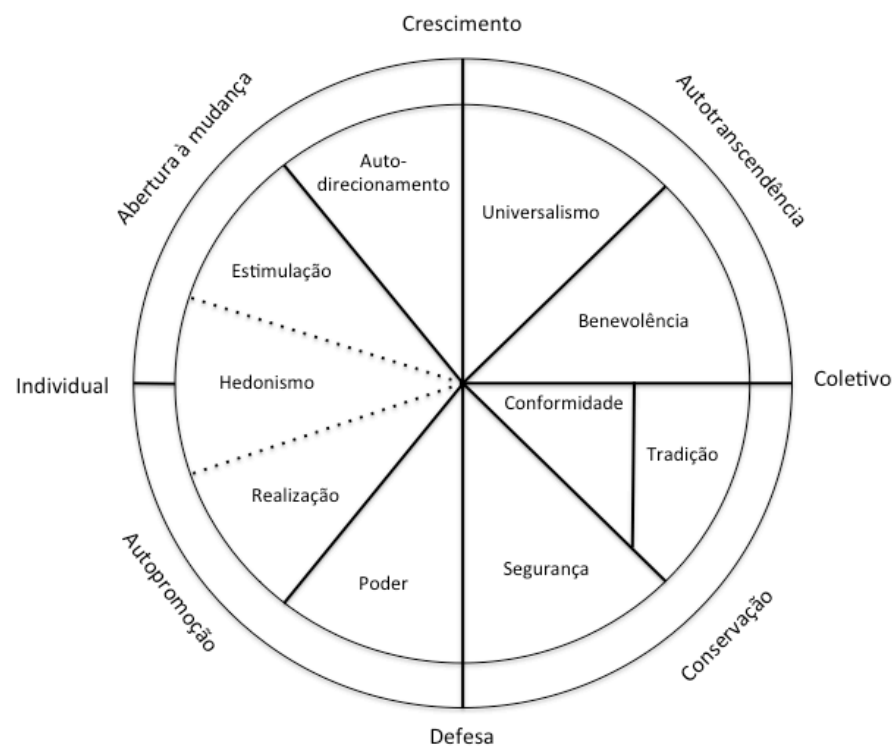 Crescimento
Abertura à mudança
Autotranscendência
Auto-
direcionamento
Universalismo
Estimulação
Benevolência
Individual
Hedonismo
Coletivo
Conformidade
Tradição
Realização
Autopromoção
Segurança
Poder
Conservação
Defesa